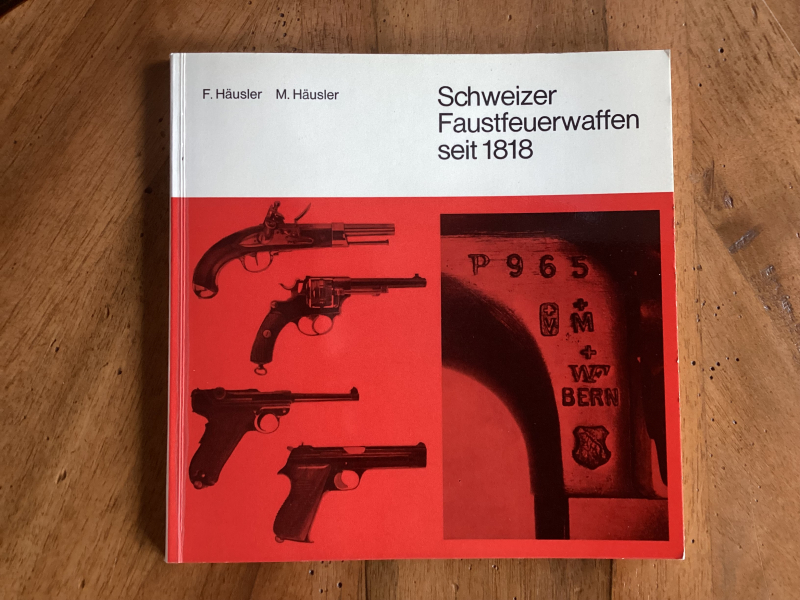 F. Häusler M. Häusler
Schweizer
Faustfeuerwaffen
seit 1818
P 965
V M
W
BERN